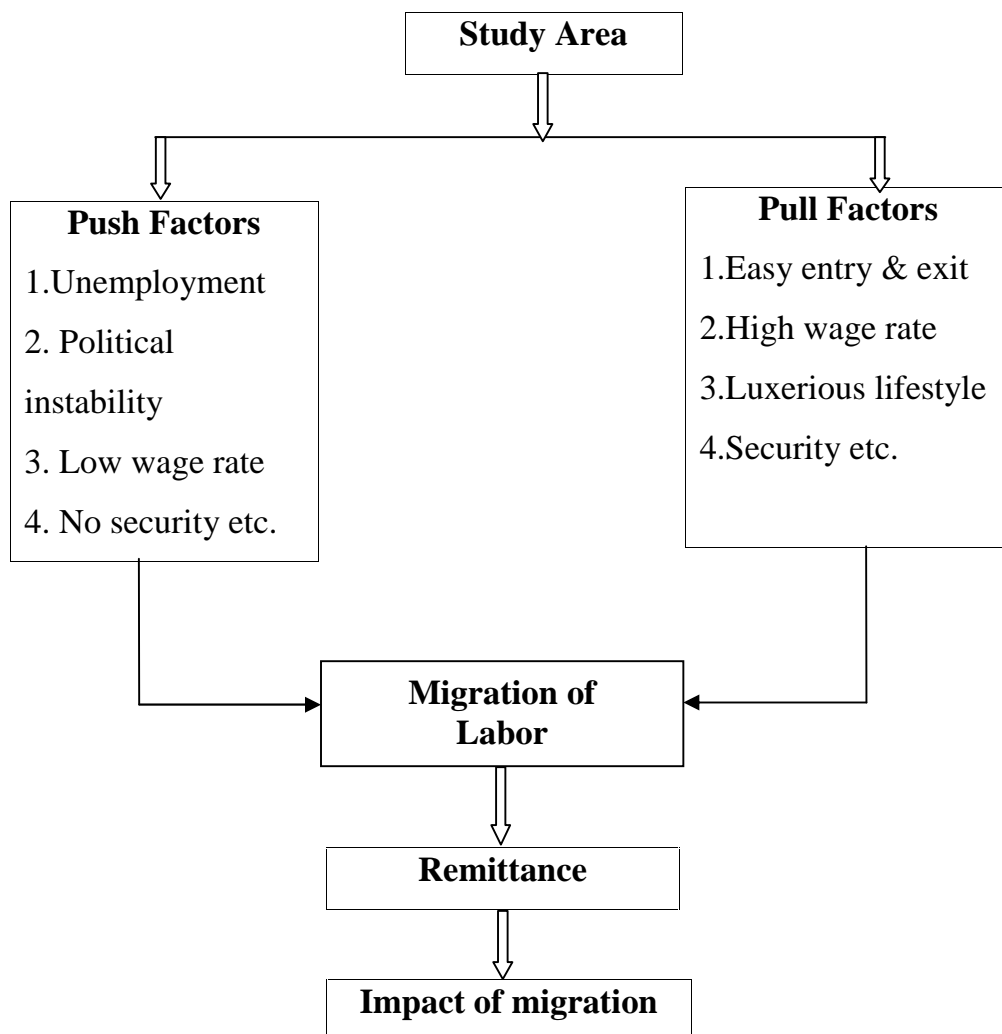 Study Area
Push Factors
1.Unemployment
2. Political
instability
3. Low wage rate
4. No security etc.
Pull Factors
1.Easy entry & exit
2.High wage rate
3.Luxerious lifestyle
4.Security etc.
Migration of
Labor
Remittance
Impact of migration